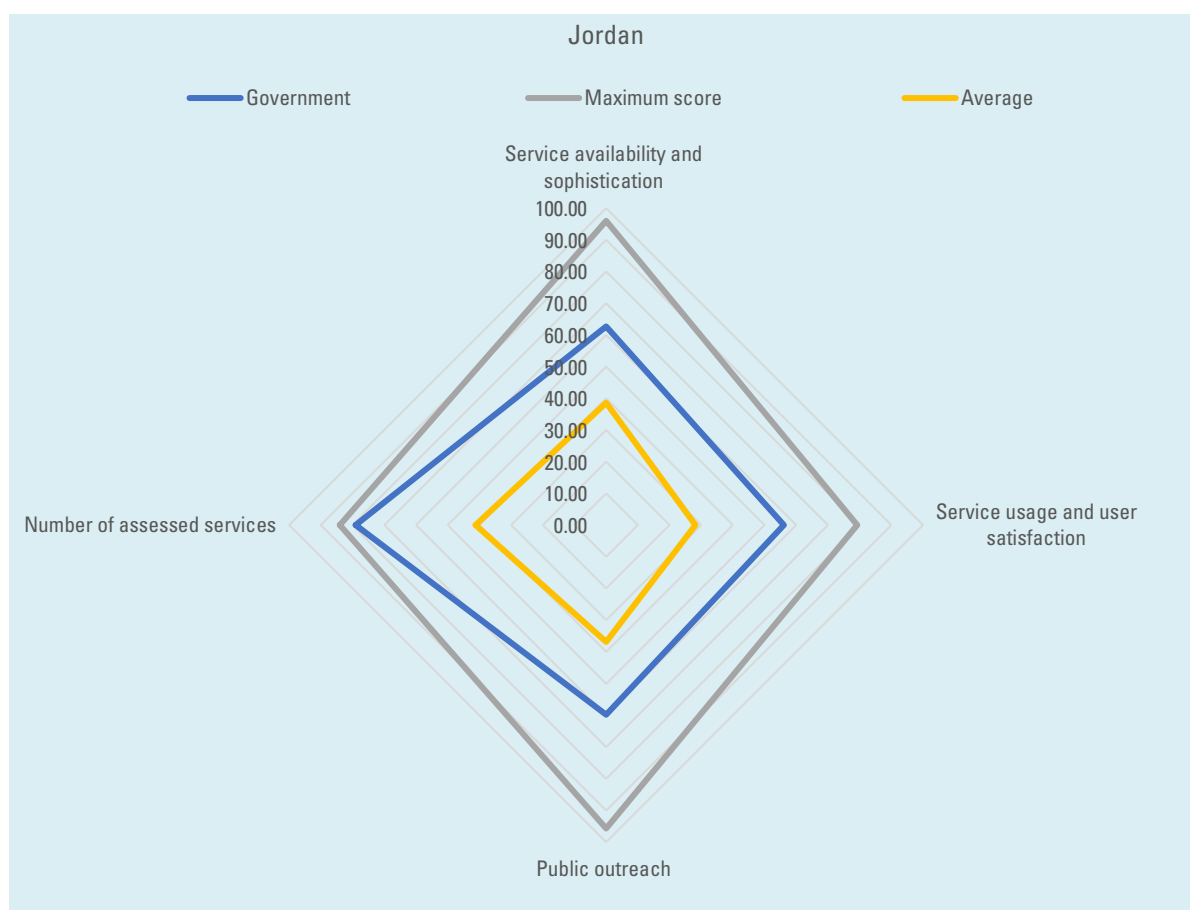 Jordan
Government
Maximum score
Average
Service availability and
sophistication
100.00
90.00
80.00
70.00
60.00
50.00
40.00
30.00
20.00
10.00
0.00
Number of assessed services
Service usage and user
satisfaction
Public outreach